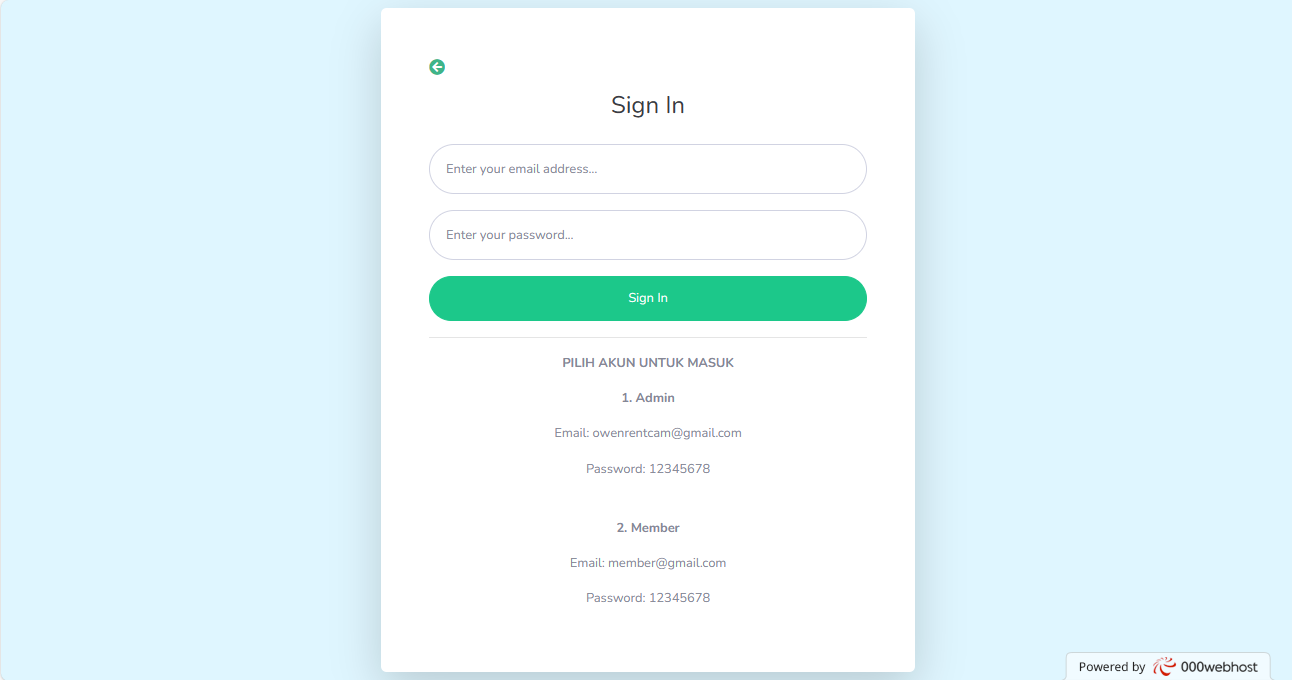 Sign In
Enter your email address...
Enter your password...
Sign In
PILIH AKUN UNTUK MASUK
1. Admin
Email: owenrentcam@gmail.com
Password: 12345678
2. Member
Email: member@gmail.com
Password: 12345678
Powered by 000webhost